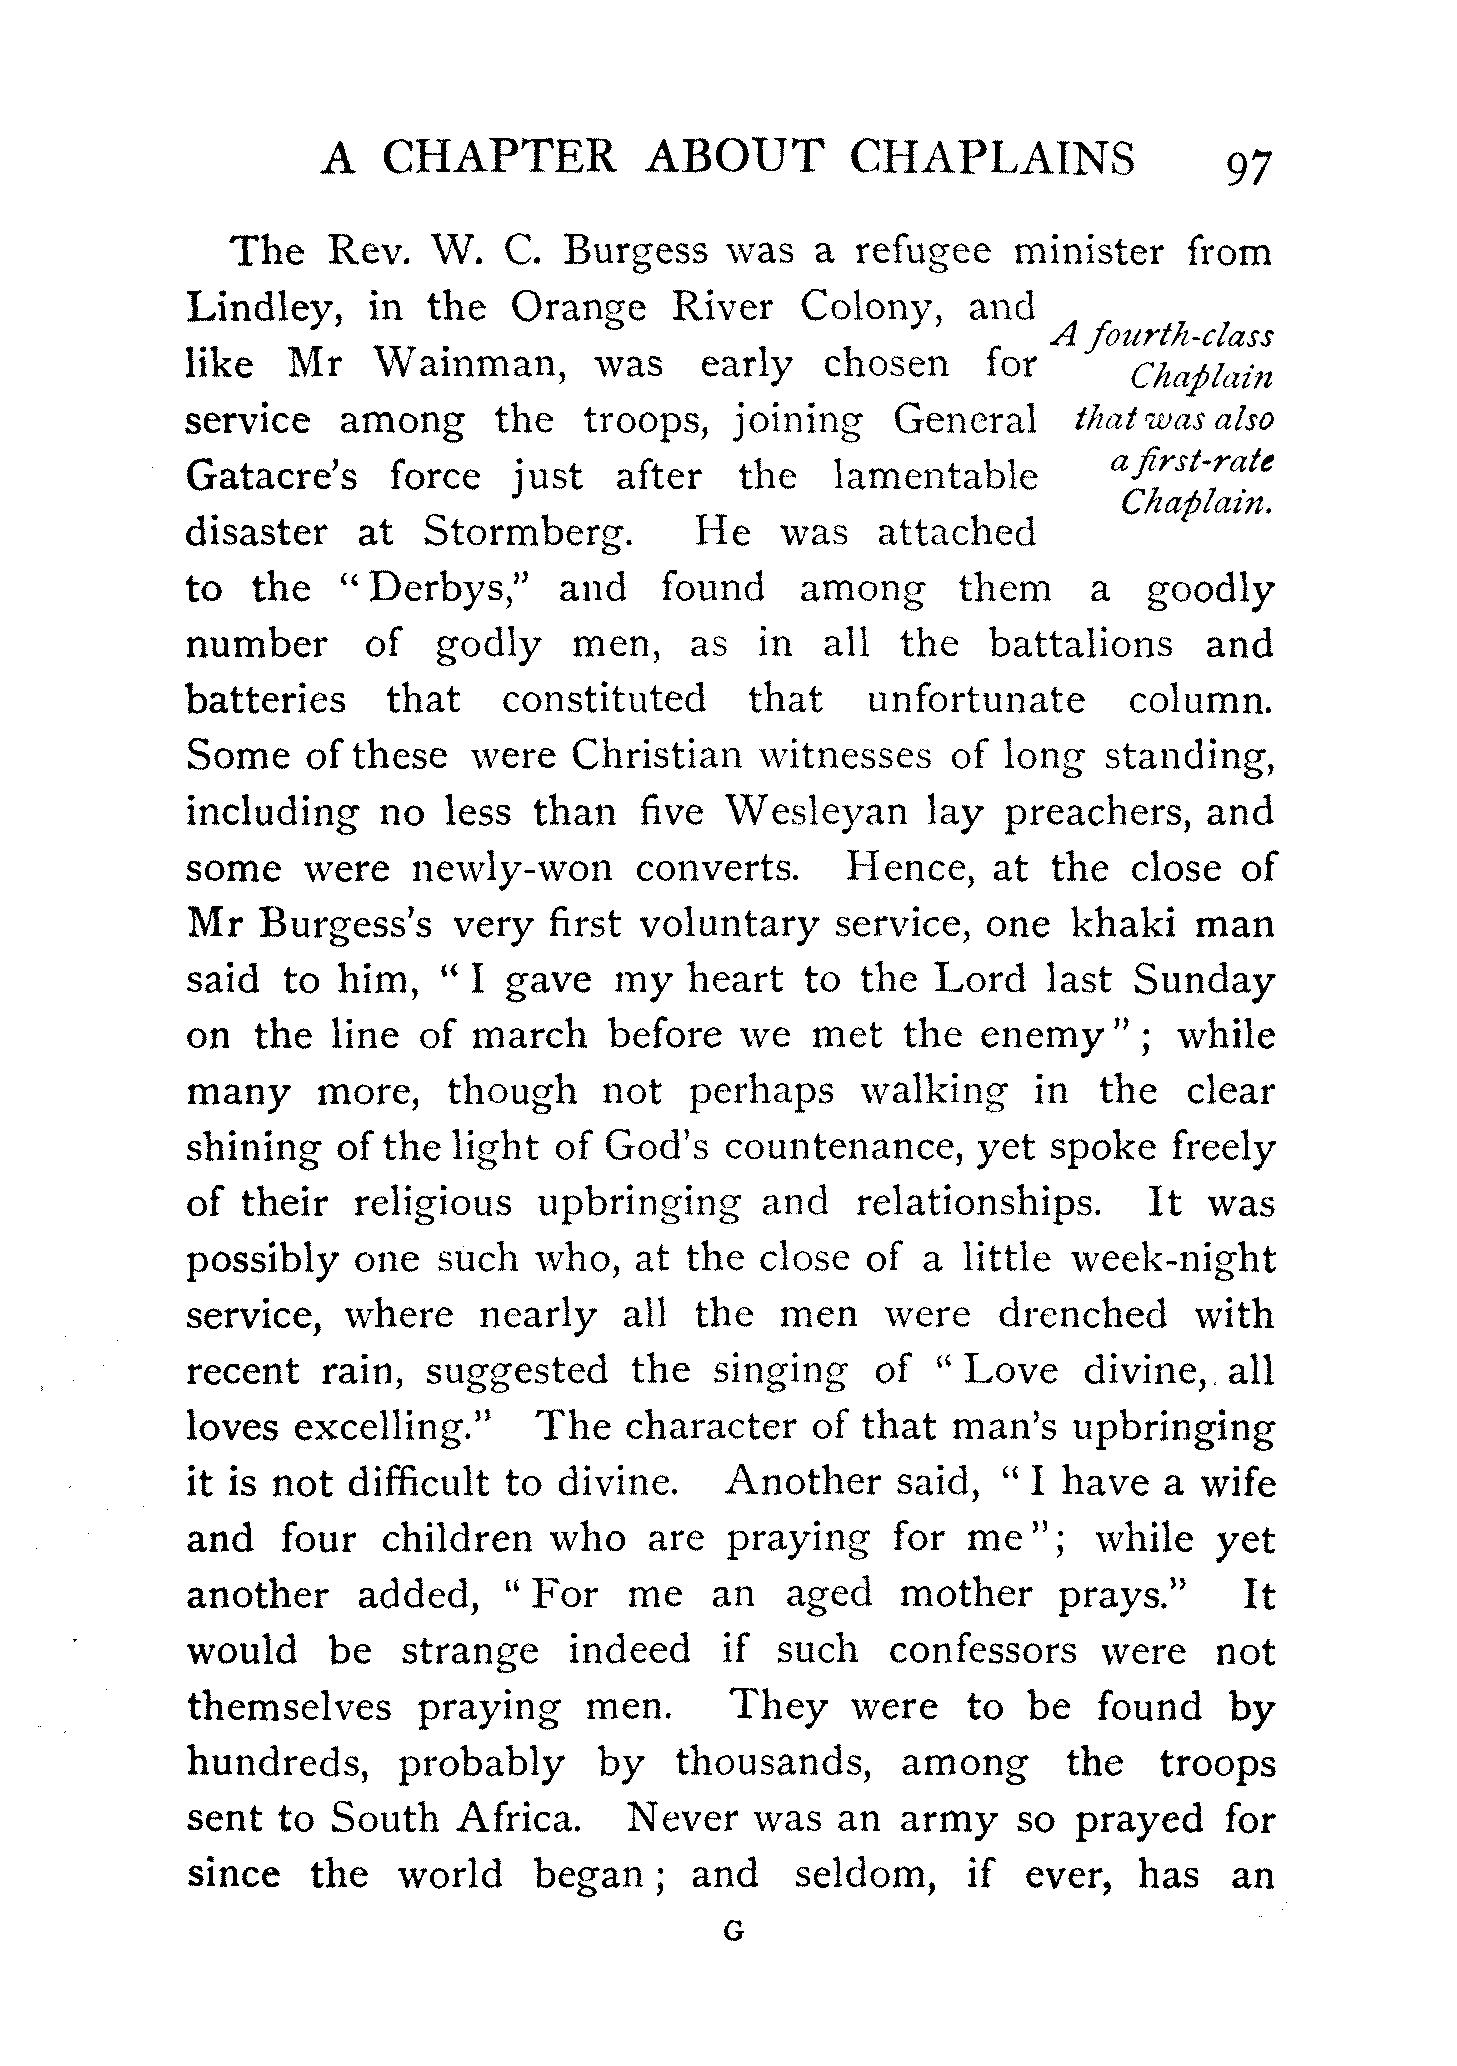 A CHAPTER ABOUT CHAPLAINS 97
The Rev. W. C. Burgess was a refugee minister from
Lindley, in the Orange River Colony, and
like Mr Wainman, was early chosen for
service among the troops, joining General
Gatacre's force just after the lamentable
disaster at Stormberg. He was attached
A fourth-class
Chaplain
that was also
a first-rate
Chaplain.
to the "Derbys," and found among them a goodly
number of godly men, as in all the battalions and
batteries that constituted that unfortunate column.
Some of these were Christian witnesses of long standing,
including no less than five Wesleyan lay preachers, and
some were newly-won converts. Hence, at the close of
Mr Burgess's very first voluntary service, one khaki man
said to him, "I gave my heart to the Lord last Sunday
on the line of march before we met the enemy"; while
many more, though not perhaps walking in the clear
shining of the light of God's countenance, yet spoke freely
of their religious upbringing and relationships. It was
possibly one such who, at the close of a little week-night
service, where nearly all the men were drenched with
recent rain, suggested the singing of "Love divine, all
loves excelling." The character of that man's upbringing
it is not difficult to divine. Another said, "I have a wife
and four children who are praying for me"; while yet
another added, "For me an aged mother prays." It
would be strange indeed if such confessors were not
themselves praying men. They were to be found by
hundreds, probably by thousands, among the troops
sent to South Africa. Never was an army so prayed for
since the world began; and seldom, if ever, has an
G